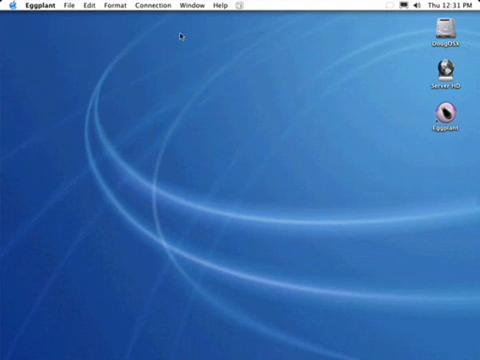 Eggplant File Edit Format Connection Window Help Thu 12:31 PM
DougOSX
Server HD
Eggplant